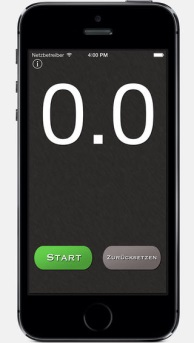 Netzbetreiber 4:00 PM
0.0
START ZURÜCKSETZEN